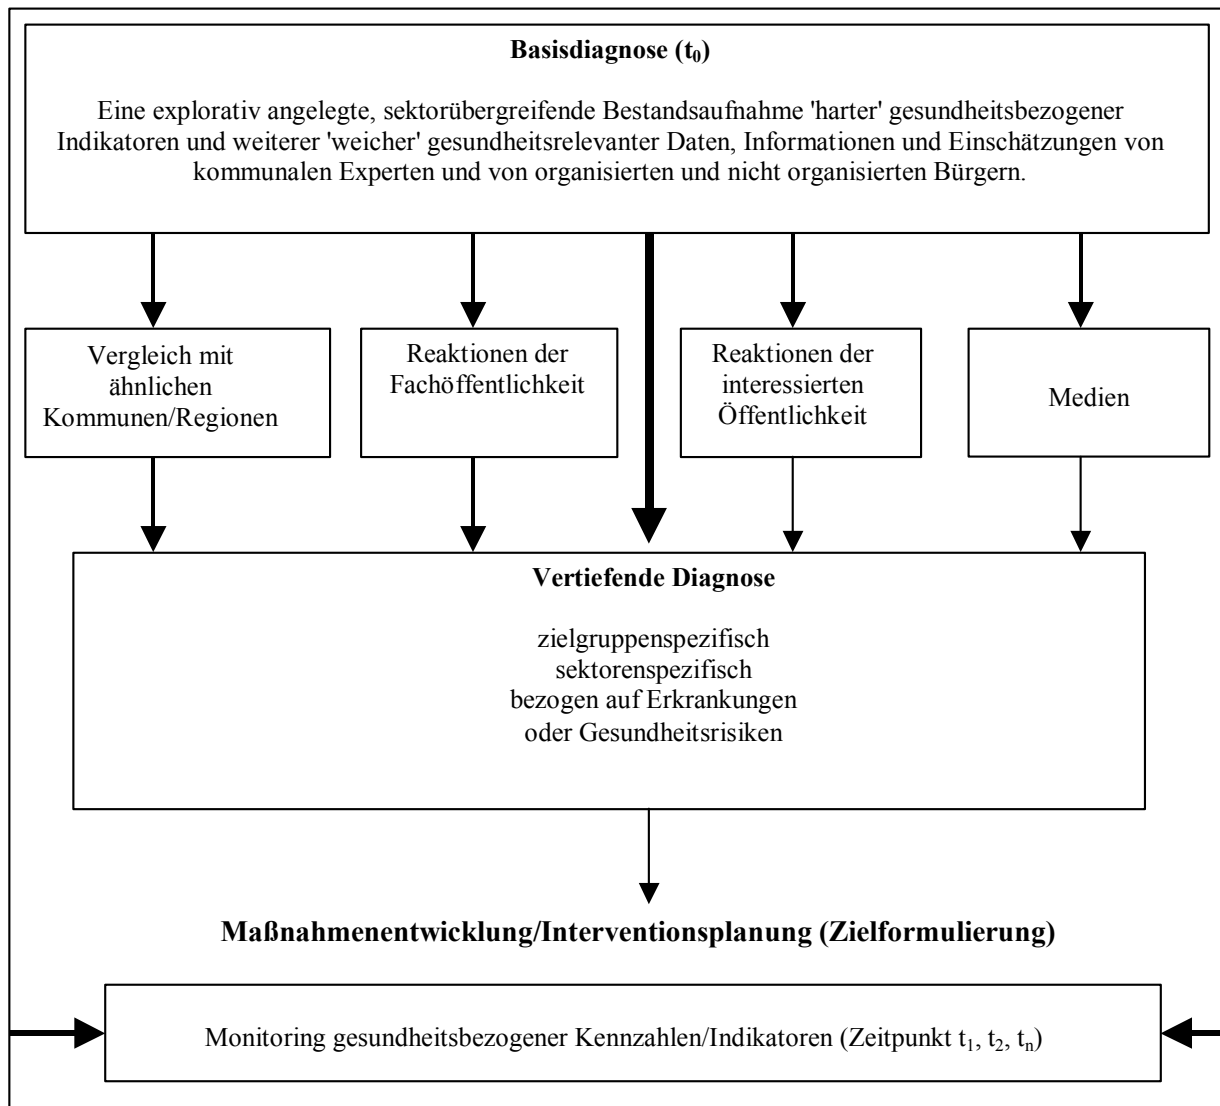 Basisdiagnose (t₀)
Eine explorativ angelegte, sektorübergreifende Bestandsaufnahme 'harter' gesundheitsbezogener
Indikatoren und weiterer 'weicher' gesundheitsrelevanter Daten, Informationen und Einschätzungen von
kommunalen Experten und von organisierten und nicht organisierten Bürgern.
Vergleich mit
ähnlichen
Kommunen/Regionen
Reaktionen der
Fachöffentlichkeit
Reaktionen der
interessierten
Öffentlichkeit
Medien
Vertiefende Diagnose
zielgruppenspezifisch
sektorenspezifisch
bezogen auf Erkrankungen
oder Gesundheitsrisiken
Maßnahmenentwicklung/Interventionsplanung (Zielformulierung)
Monitoring gesundheitsbezogener Kennzahlen/Indikatoren (Zeitpunkt t₁, t₂, tₙ)